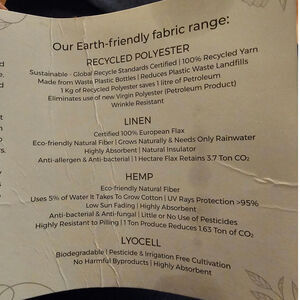 Our Earth-friendly fabric range:
RECYCLED POLYESTER
Sustainable - Global Recycle Standards Certified | 100% Recycled Yarn
Made from Waste Plastic Bottles | Reduces Plastic Waste Landfills
1 Kg of Recycled Polyester saves 1 litre of Petroleum
Eliminates use of new Virgin Polyester (Petroleum Product)
Wrinkle Resistant
LINEN
Certified 100% European Flax
Eco-friendly Natural Fiber | Grows Naturally & Needs Only Rainwater
Highly Absorbent | Natural Insulator
Anti-allergen & Anti-bacterial | 1 Hectare Flax Retains 3.7 Ton CO₂
HEMP
Eco-friendly Natural Fiber
Uses 5% of Water It Takes To Grow Cotton | UV Rays Protection >95%
Low Sun Fading | Highly Absorbent
Anti-bacterial & Anti-fungal | Little or No Use of Pesticides
Highly Resistant to Pilling | 1 Ton Produce Reduces 1.63 Ton of CO₂
LYOCELL
Biodegradable | Pesticide & Irrigation Free Cultivation
No Harmful Byproducts | Highly Absorbent